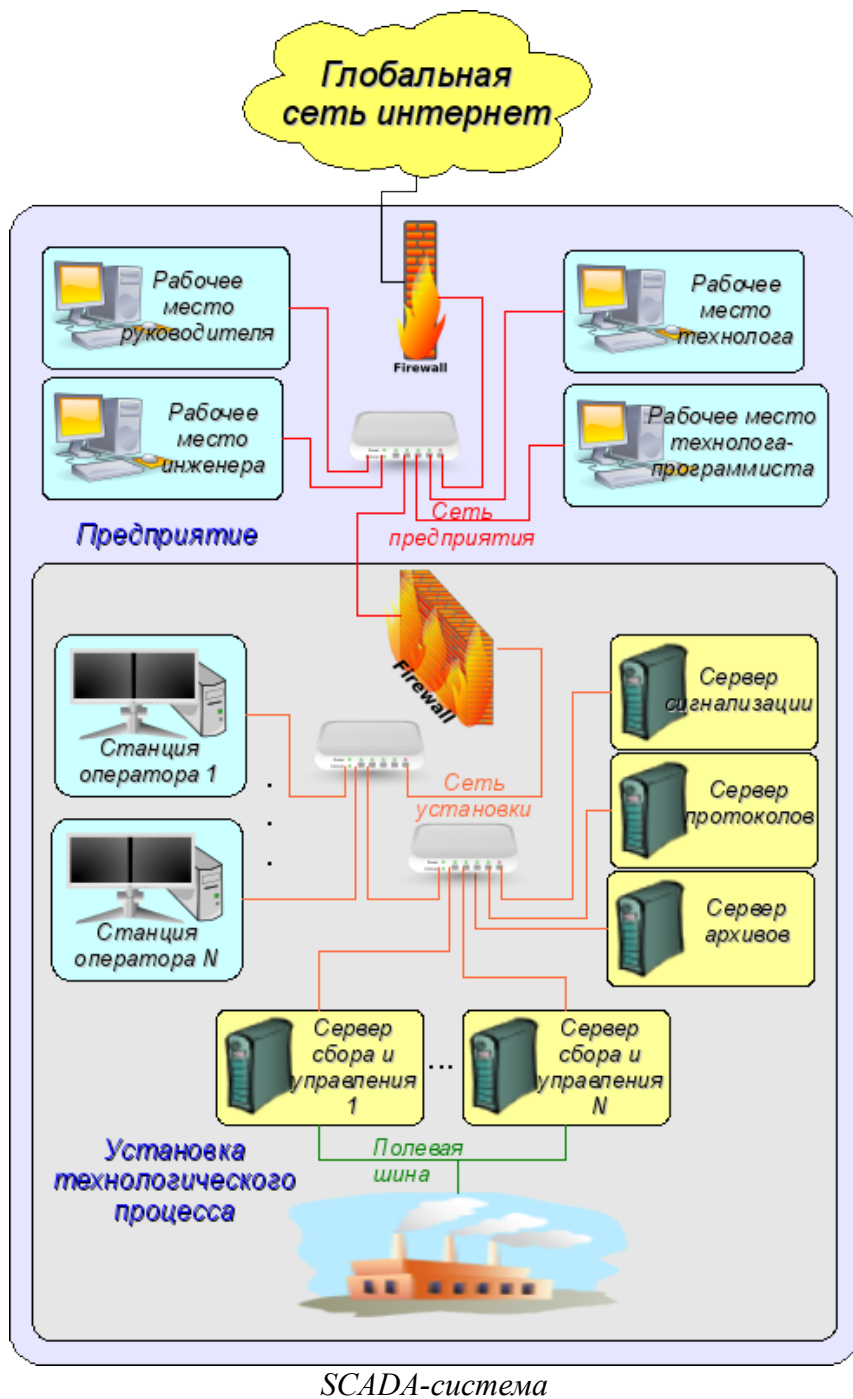 Глобальная
сеть интернет
Рабочее
место
руководителя
Firewall
Рабочее
место
технолога
Рабочее
место
инженера
Рабочее место
технолога-
программиста
Сеть
предприятия
Предприятие
Firewall
Станция
оператора 1
Сервер
сигнализации
Сеть
установки
Сервер
протоколов
Станция
оператора N
Сервер
архивов
Сервер
сбора и
управления
1
...
Сервер
сбора и
управления
N
Полевая
шина
Установка
технологического
процесса
SCADA-система